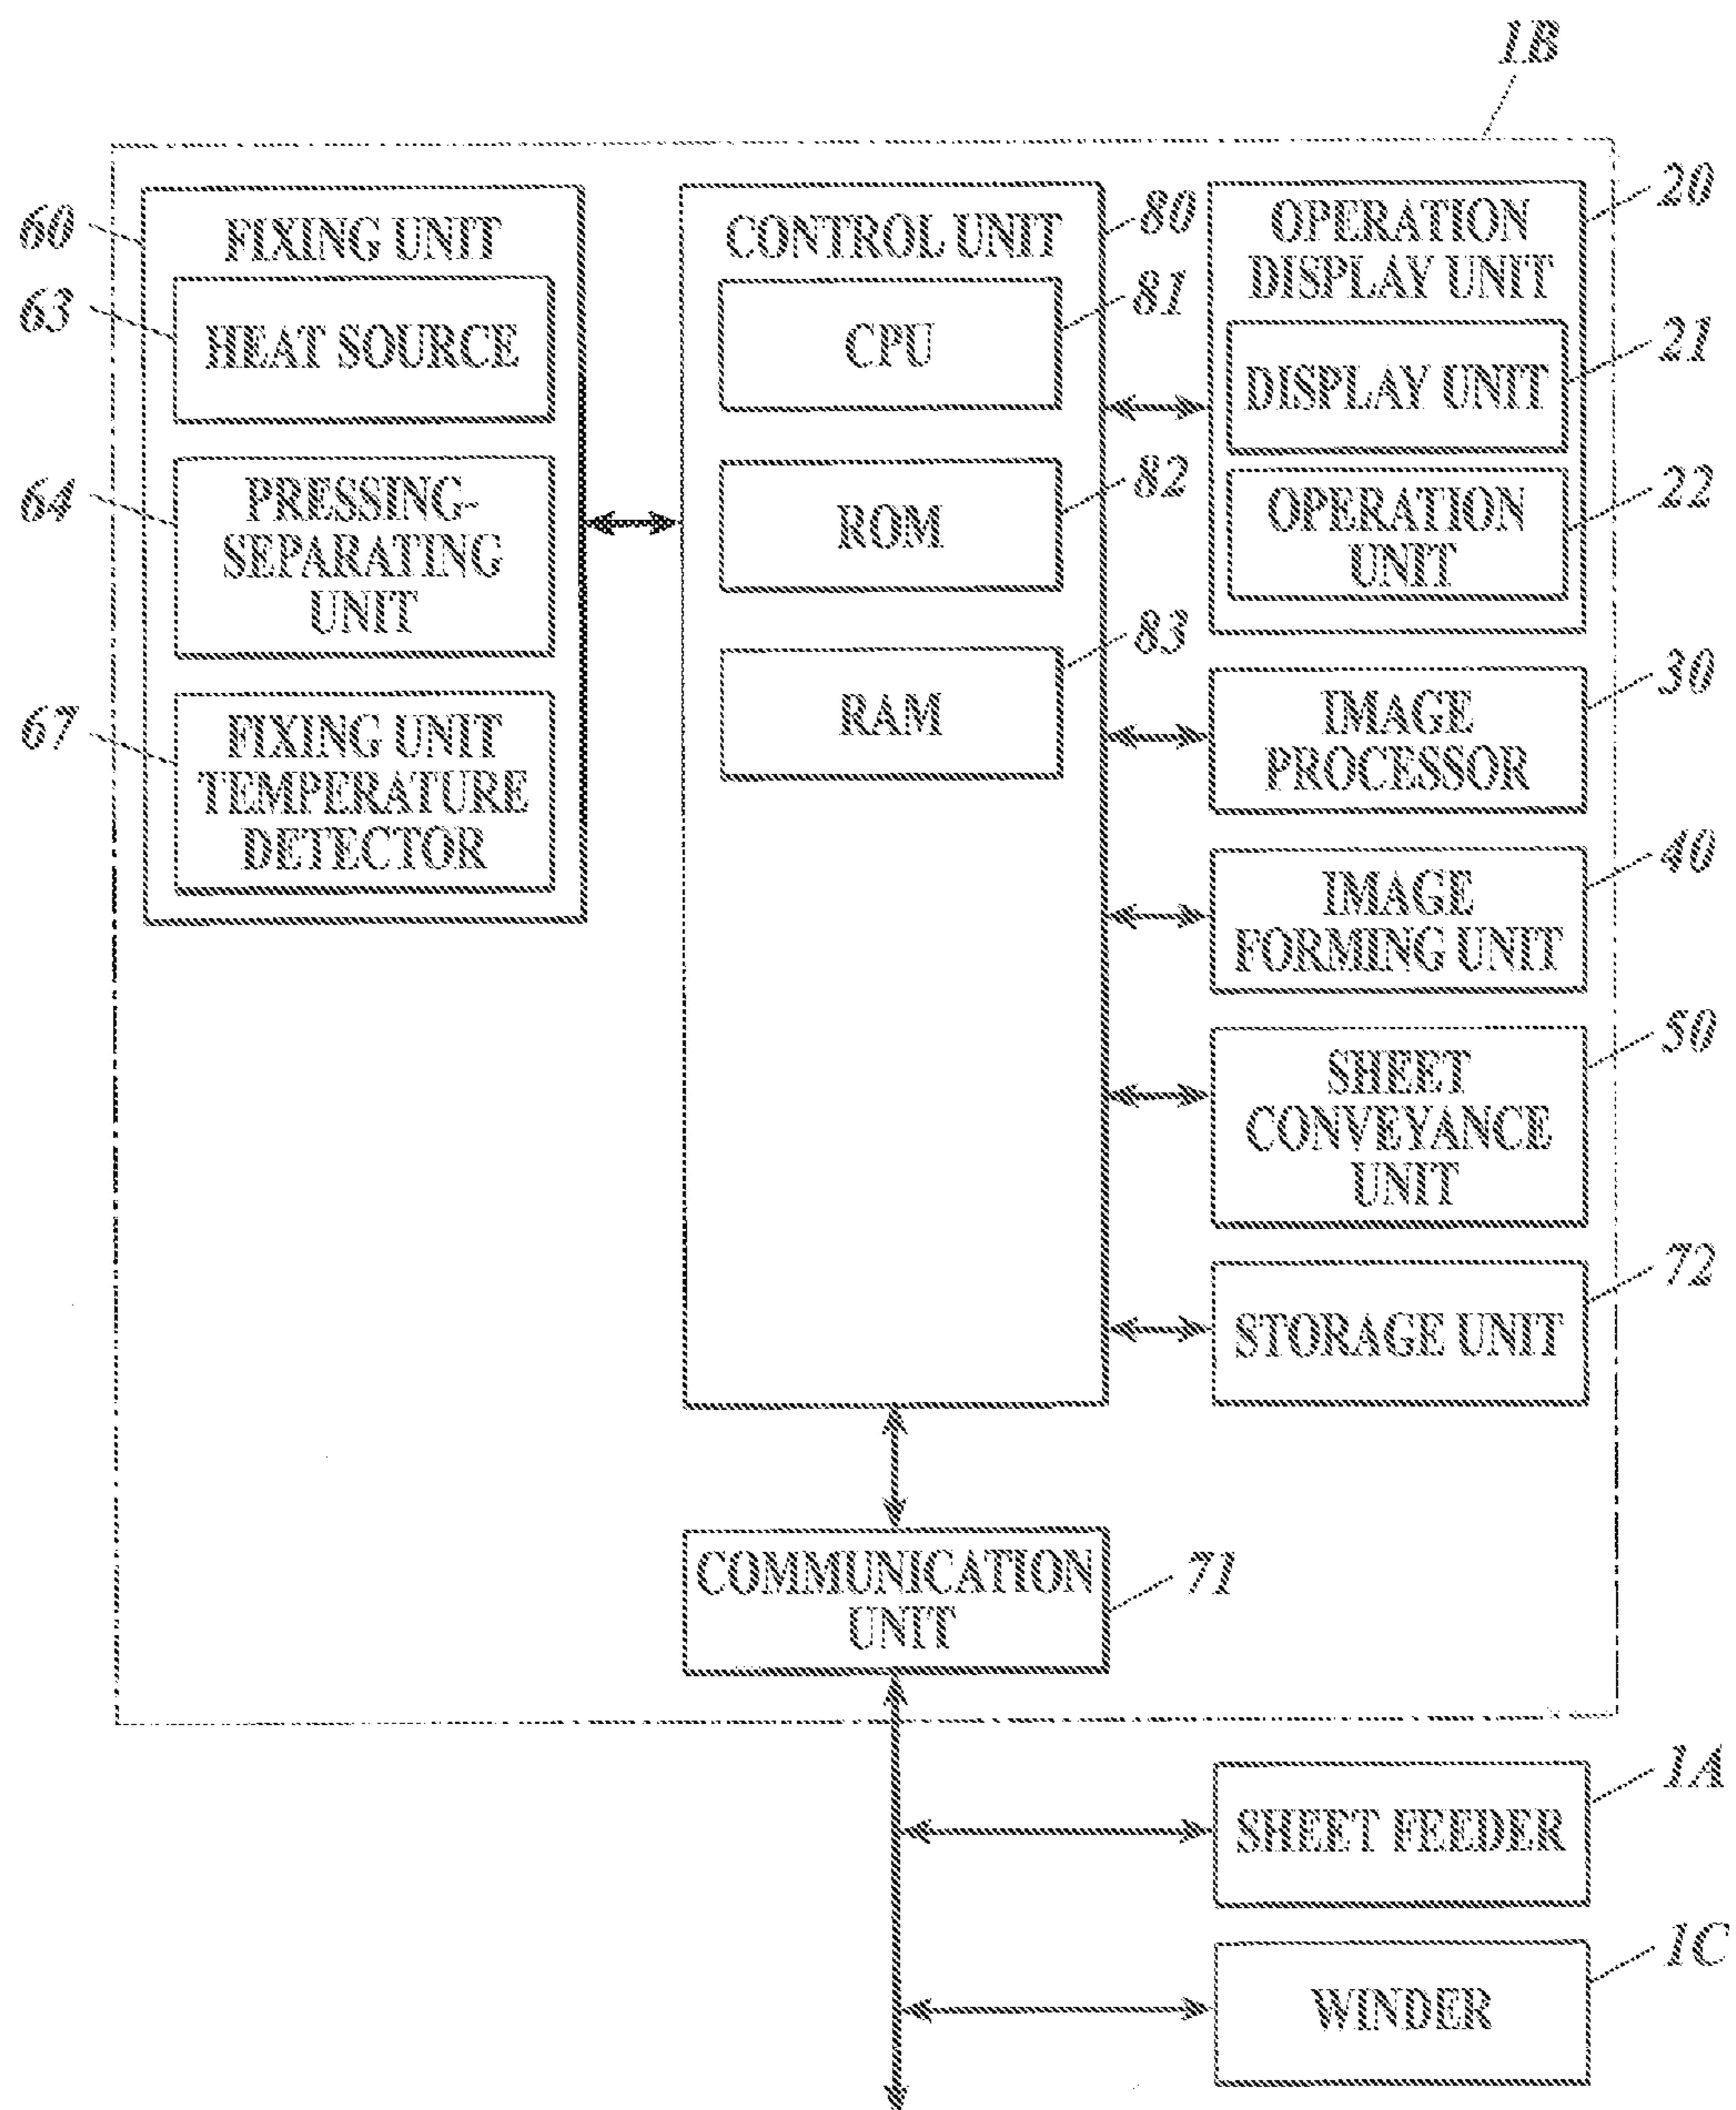 1B
60
FIXING UNIT
63
HEAT SOURCE
64
PRESSING-
SEPARATING
UNIT
67
FIXING UNIT
TEMPERATURE
DETECTOR
CONTROL UNIT
80
CPU
81
ROM
82
RAM
83
OPERATION
DISPLAY UNIT
20
DISPLAY UNIT
21
OPERATION
UNIT
22
IMAGE
PROCESSOR
30
IMAGE
FORMING UNIT
40
SHEET
CONVEYANCE
UNIT
50
STORAGE UNIT
72
COMMUNICATION
UNIT
71
SHEET FEEDER
1A
WINDER
1C